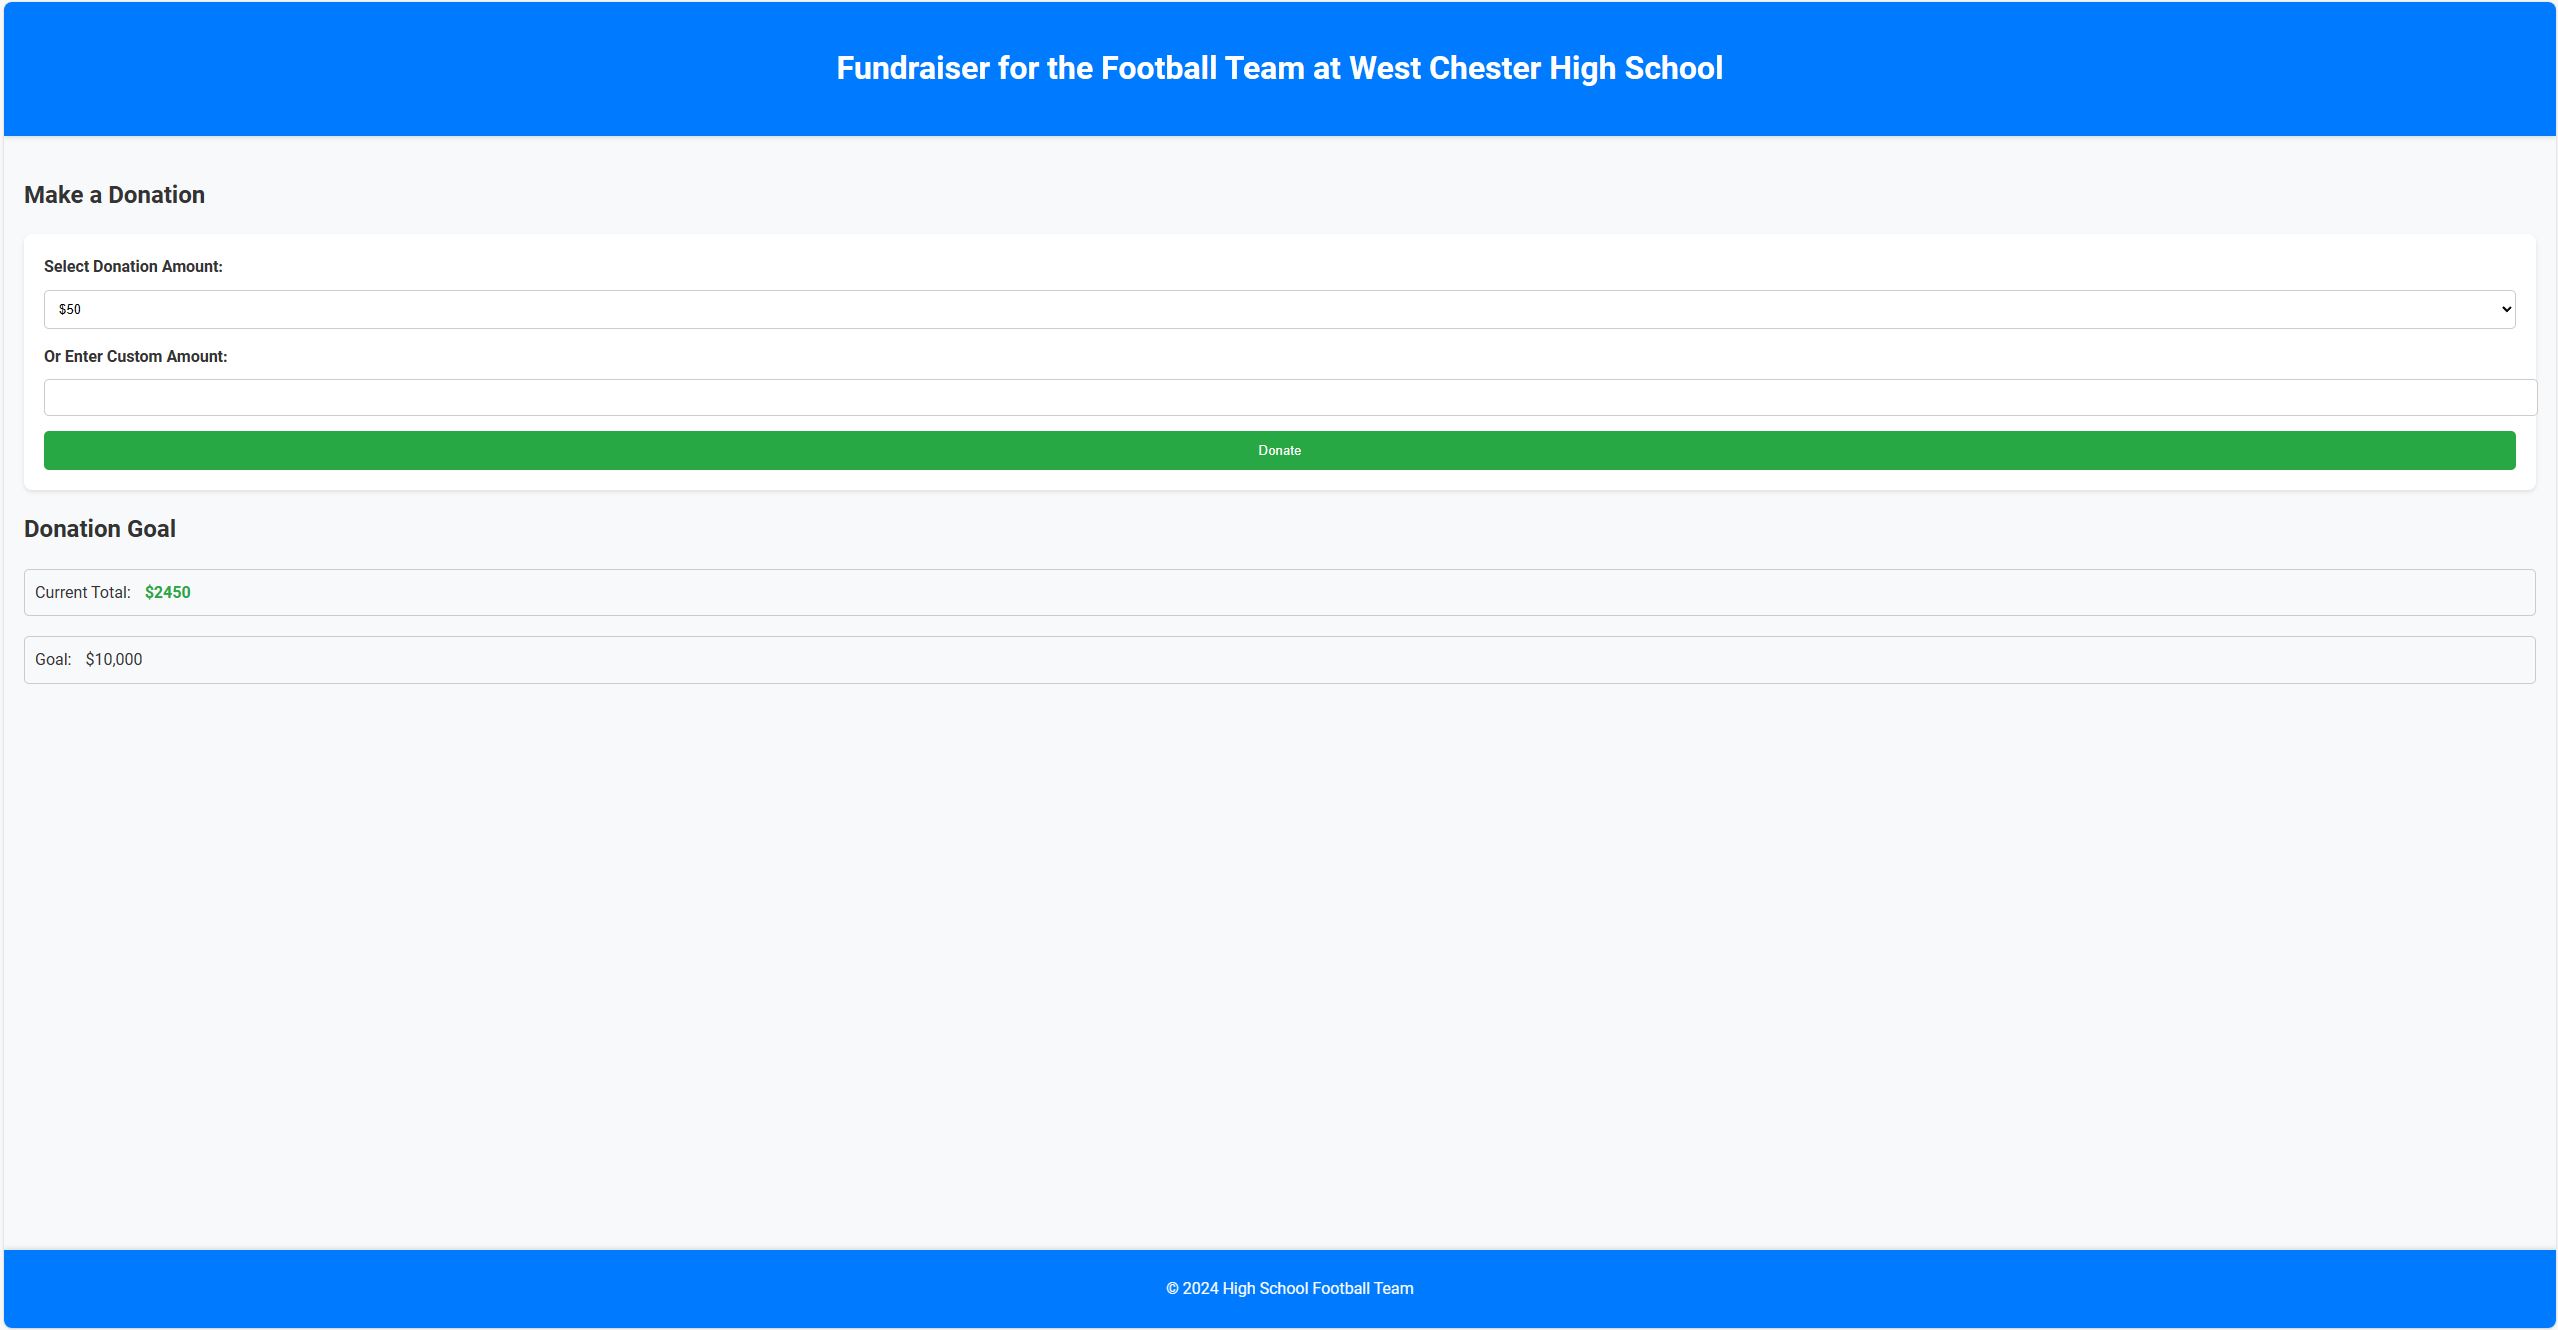 Fundraiser for the Football Team at West Chester High School
Make a Donation
Select Donation Amount:
$50
Or Enter Custom Amount:
Donate
Donation Goal
Current Total: $2450
Goal: $10,000
© 2024 High School Football Team